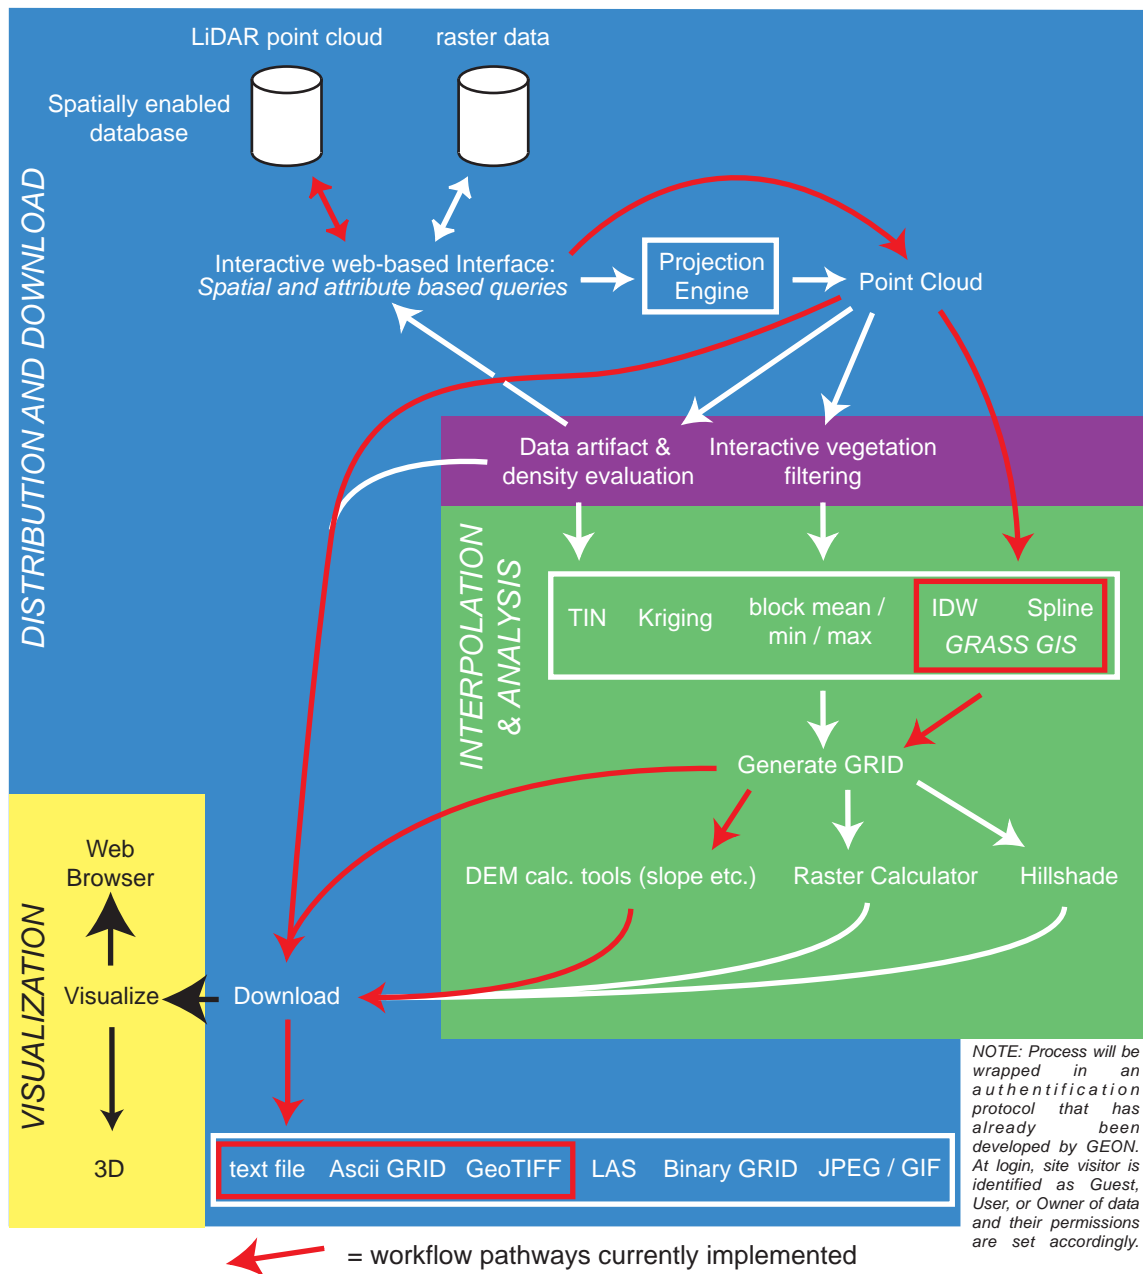 LiDAR point cloud
raster data
Spatially enabled
database
DISTRIBUTION AND DOWNLOAD
Interactive web-based Interface:
Spatial and attribute based queries
Projection
Engine
Point Cloud
Data artifact &
density evaluation
Interactive vegetation
filtering
INTERPOLATION
& ANALYSIS
TIN
Kriging
block mean /
min / max
IDW
Spline
GRASS GIS
Generate GRID
DEM calc. tools (slope etc.)
Raster Calculator
Hillshade
VISUALIZATION
Web
Browser
Visualize
Download
3D
text file
Ascii GRID
GeoTIFF
LAS
Binary GRID
JPEG / GIF
NOTE: Process will be
wrapped in an
authentification
protocol that has
already been
developed by GEON.
At login, site visitor is
identified as Guest,
User, or Owner of data
and their permissions
are set accordingly.
= workflow pathways currently implemented